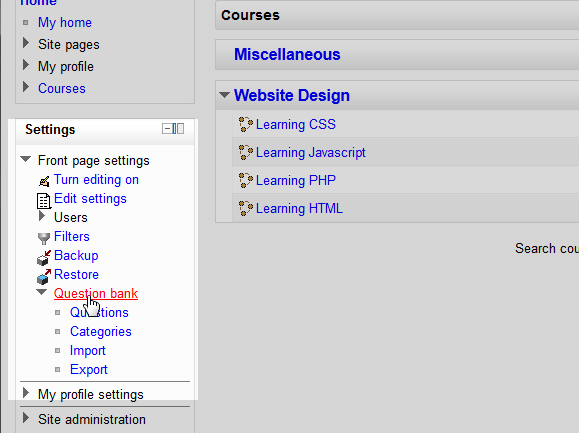 Home
My home
Site pages
My profile
Courses
Settings
Front page settings
Turn editing on
Edit settings
Users
Filters
Backup
Restore
Question bank
Questions
Categories
Import
Export
My profile settings
Site administration
Courses
Miscellaneous
Website Design
Learning CSS
Learning Javascript
Learning PHP
Learning HTML
Search cou